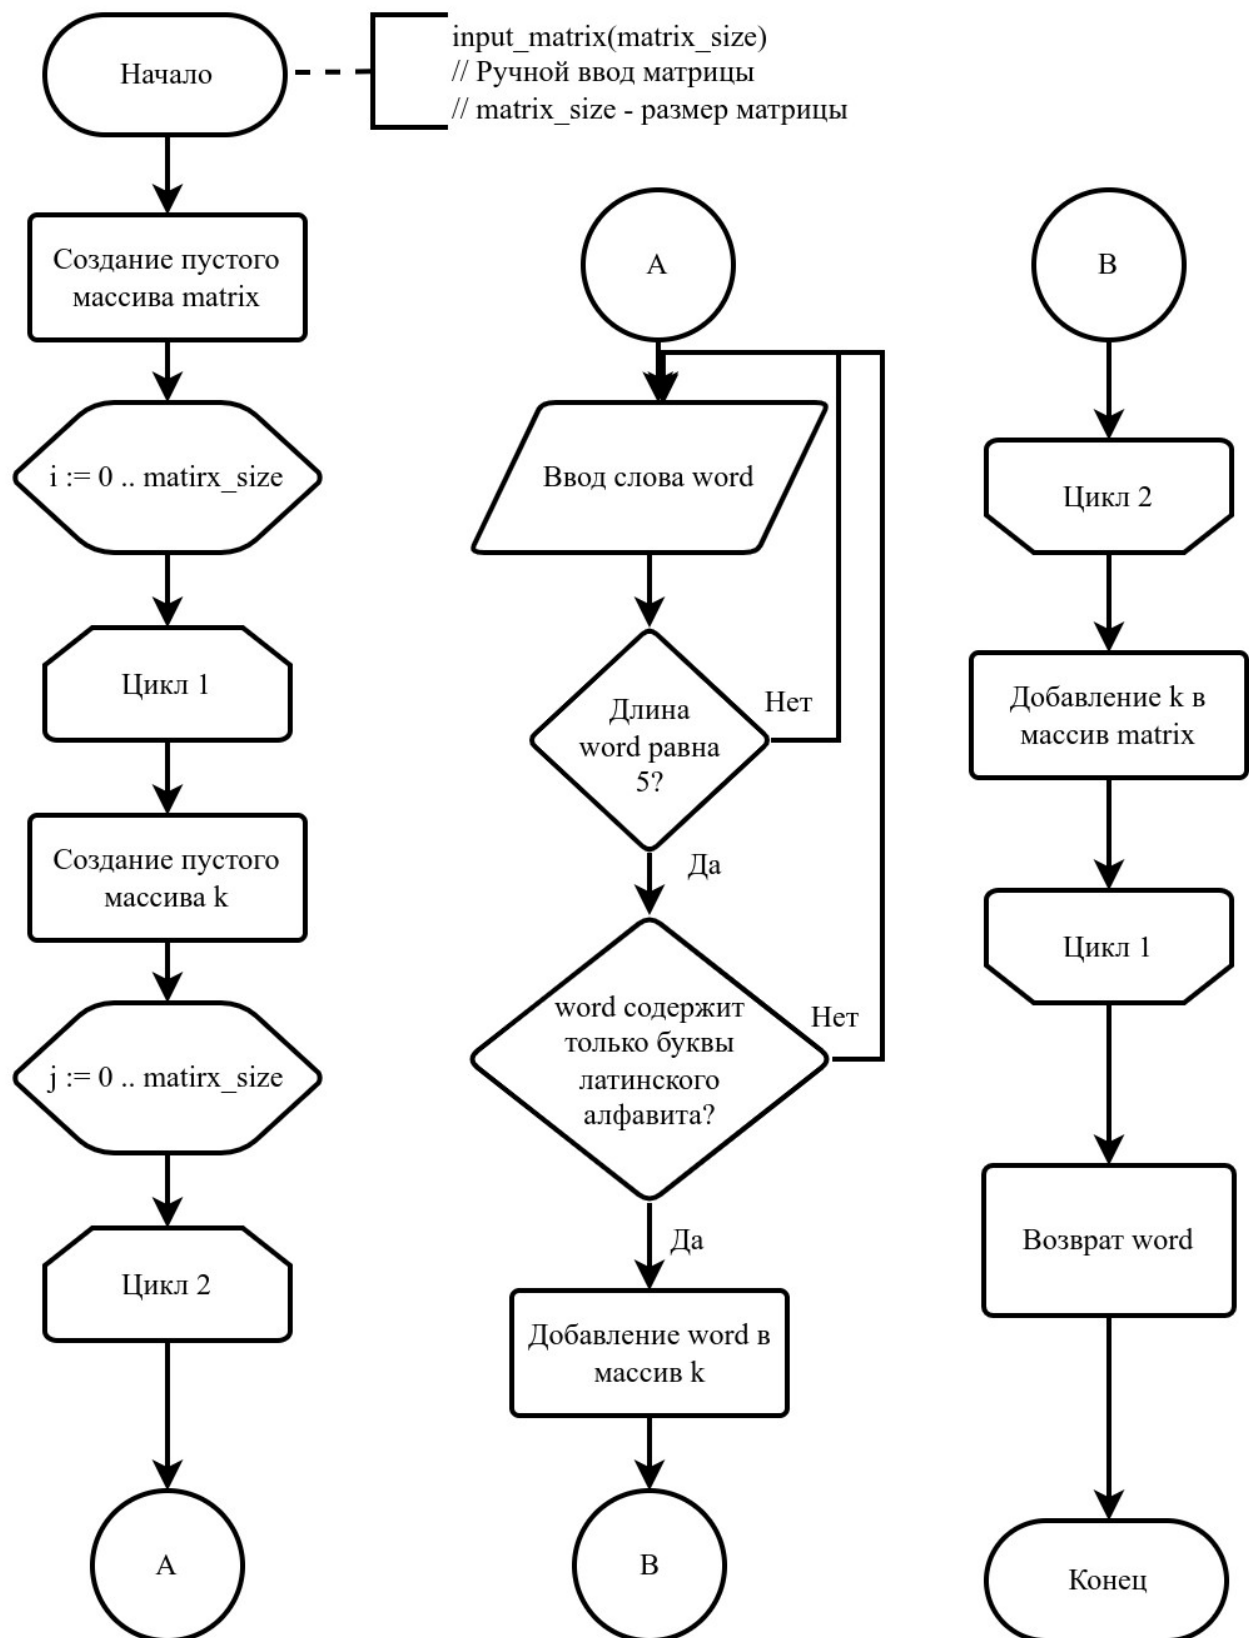 Начало
input_matrix(matrix_size)
// Ручной ввод матрицы
// matrix_size - размер матрицы
Создание пустого
массива matrix
i := 0 .. matirx_size
Цикл 1
Создание пустого
массива k
j := 0 .. matirx_size
Цикл 2
A
A
Ввод слова word
Длина
word равна
5?
Нет
Да
word содержит
только буквы
латинского
алфавита?
Нет
Да
Добавление word в
массив k
B
B
Цикл 2
Добавление k в
массив matrix
Цикл 1
Возврат word
Конец